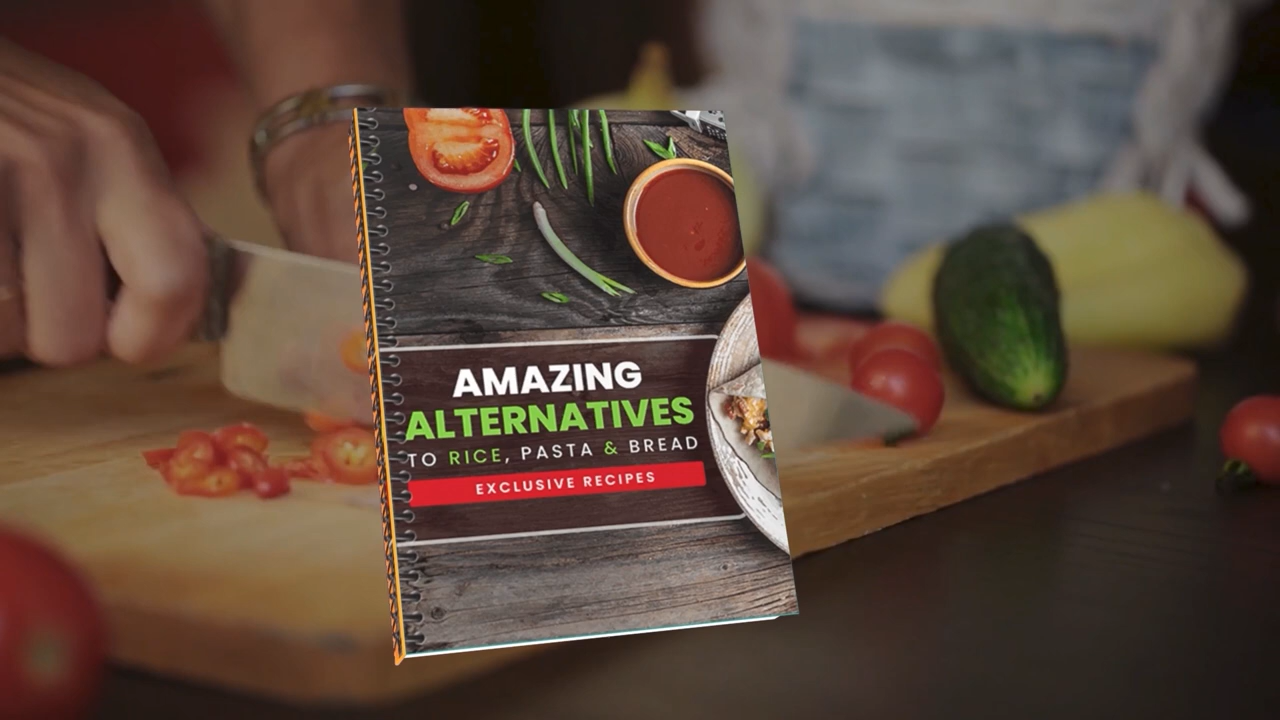 AMAZING
ALTERNATIVES
TO RICE, PASTA & BREAD
EXCLUSIVE RECIPES